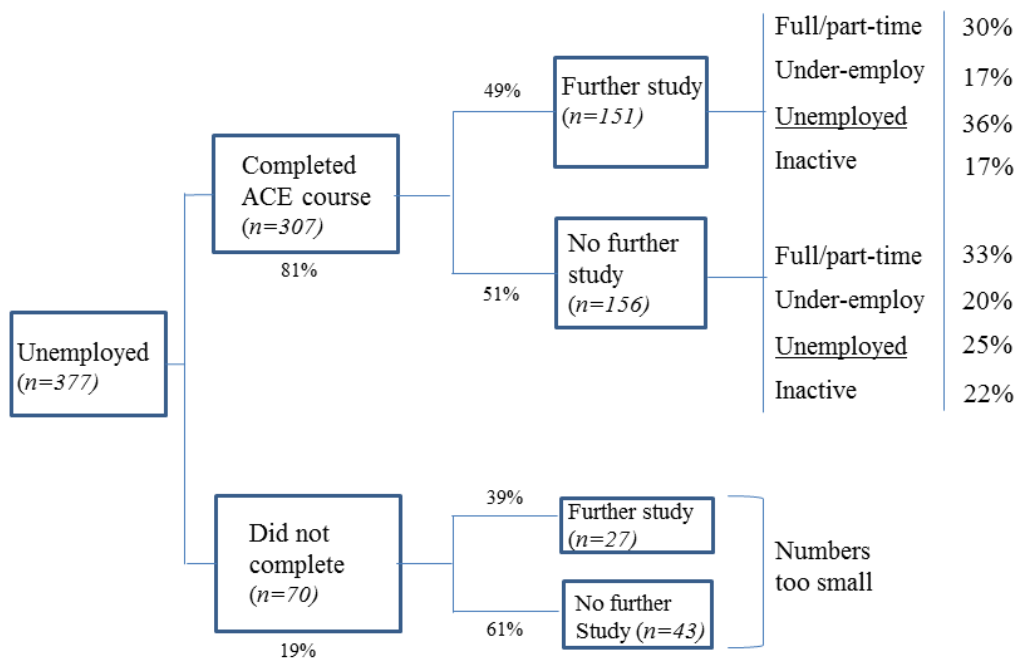 Unemployed
(n=377)
Completed
ACE course
(n=307)
81%
49%
Further study
(n=151)
Full/part-time 30%
Under-employ 17%
Unemployed 36%
Inactive 17%
51%
No further
study
(n=156)
Full/part-time 33%
Under-employ 20%
Unemployed 25%
Inactive 22%
Did not
complete
(n=70)
19%
39%
Further study
(n=27)
61%
No further
Study (n=43)
Numbers
too small